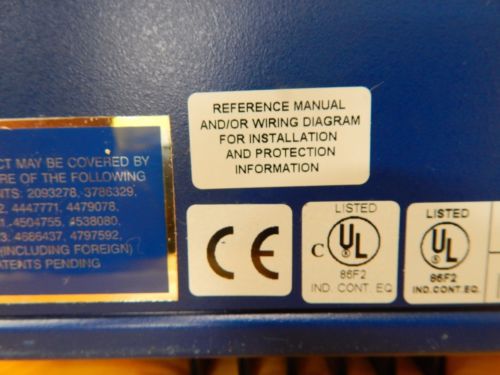 REFERENCE MANUAL
AND/OR WIRING DIAGRAM
FOR INSTALLATION
AND PROTECTION
INFORMATION
CT MAY BE COVERED BY
RE OF THE FOLLOWING
NTS: 2093278, 3786329,
2, 4447771, 4479078,
1, 4504755, 4538080,
3, 4666437, 4797592.
(INCLUDING FOREIGN)
ATENTS PENDING
CE
LISTED
C UL
86F2
IND. CONT. EQ
LISTED
UL
86F2
IND.CONT.EQ.